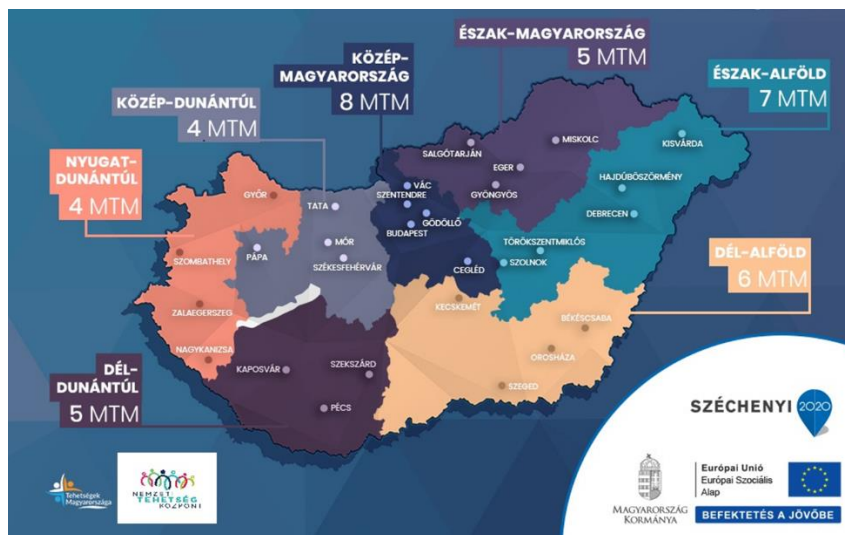 ÉSZAK-MAGYARORSZÁG
5 MTM
KÖZÉP-
MAGYARORSZÁG
8 MTM
ÉSZAK-ALFÖLD
7 MTM
KÖZÉP-DUNÁNTÚL
4 MTM
NYUGAT-
DUNÁNTÚL
4 MTM
DÉL-ALFÖLD
6 MTM
DÉL-
DUNÁNTÚL
5 MTM
MISKOLC
KISVÁRDA
SALGÓTARJÁN
EGER
GYÖNGYÖS
HAJDÚBÖSZÖRMÉNY
DEBRECEN
VÁC
SZENTENDRE
GÖDÖLLŐ
BUDAPEST
CEGLÉD
TÖRÖKSZENTMIKLÓS
SZOLNOK
GYŐR
TATA
MÓR
PÁPA
SZÉKESFEHÉRVÁR
SZOMBATHELY
ZALAEGERSZEG
NAGYKANIZSA
KAPOSVÁR
SZEKSZÁRD
PÉCS
KECSKEMÉT
BÉKÉSCSABA
OROSHÁZA
SZEGED
SZÉCHENYI 2020
Tehetségek
Magyarországa
NEMZETI
TEHETSÉG
KÖZPONT
MAGYARORSZÁG
KORMÁNYA
Európai Unió
Európai Szociális
Alap
BEFEKTETÉS A JÖVŐBE